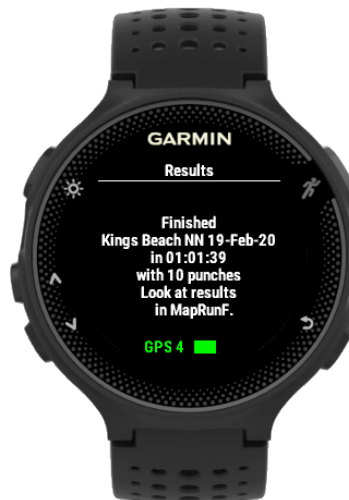 GARMIN
Results
Finished
Kings Beach NN 19-Feb-20
in 01:01:39
with 10 punches
Look at results
in MapRunF.
GPS 4